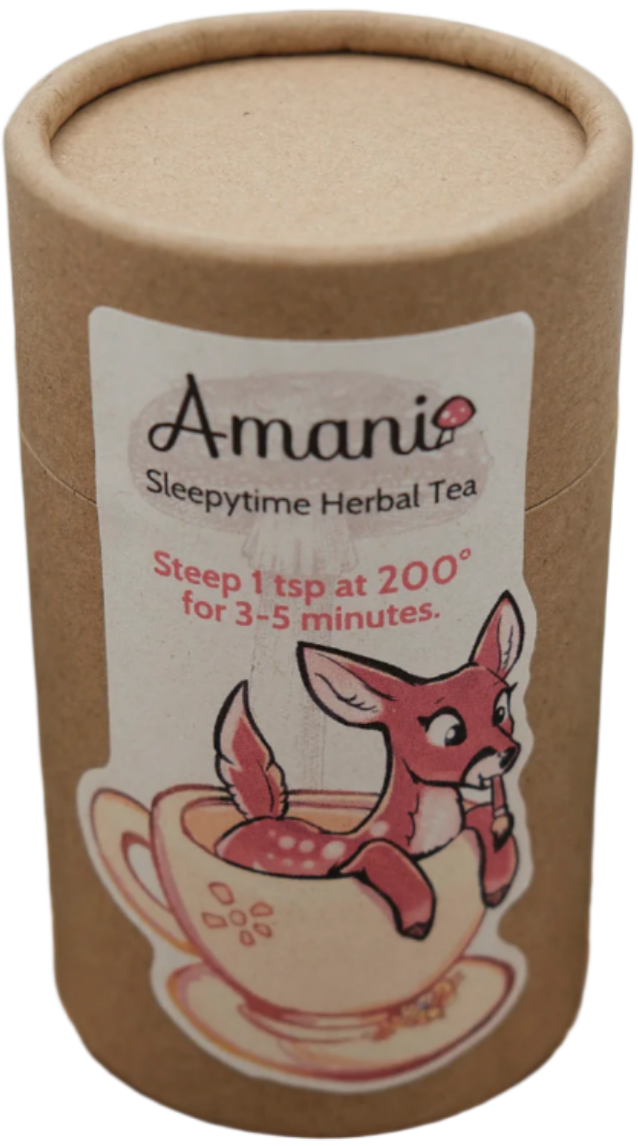 Amani
Sleepytime Herbal Tea
Steep 1 tsp at 200°
for 3-5 minutes.